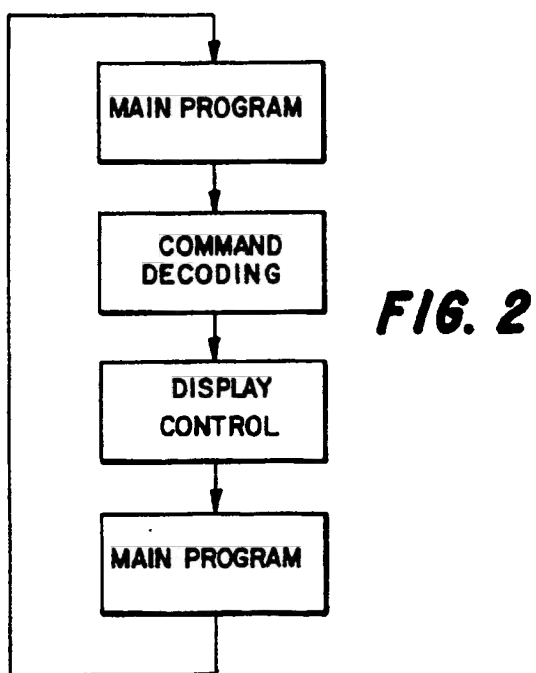 MAIN PROGRAM
COMMAND
DECODING
FIG. 2
DISPLAY
CONTROL
MAIN PROGRAM